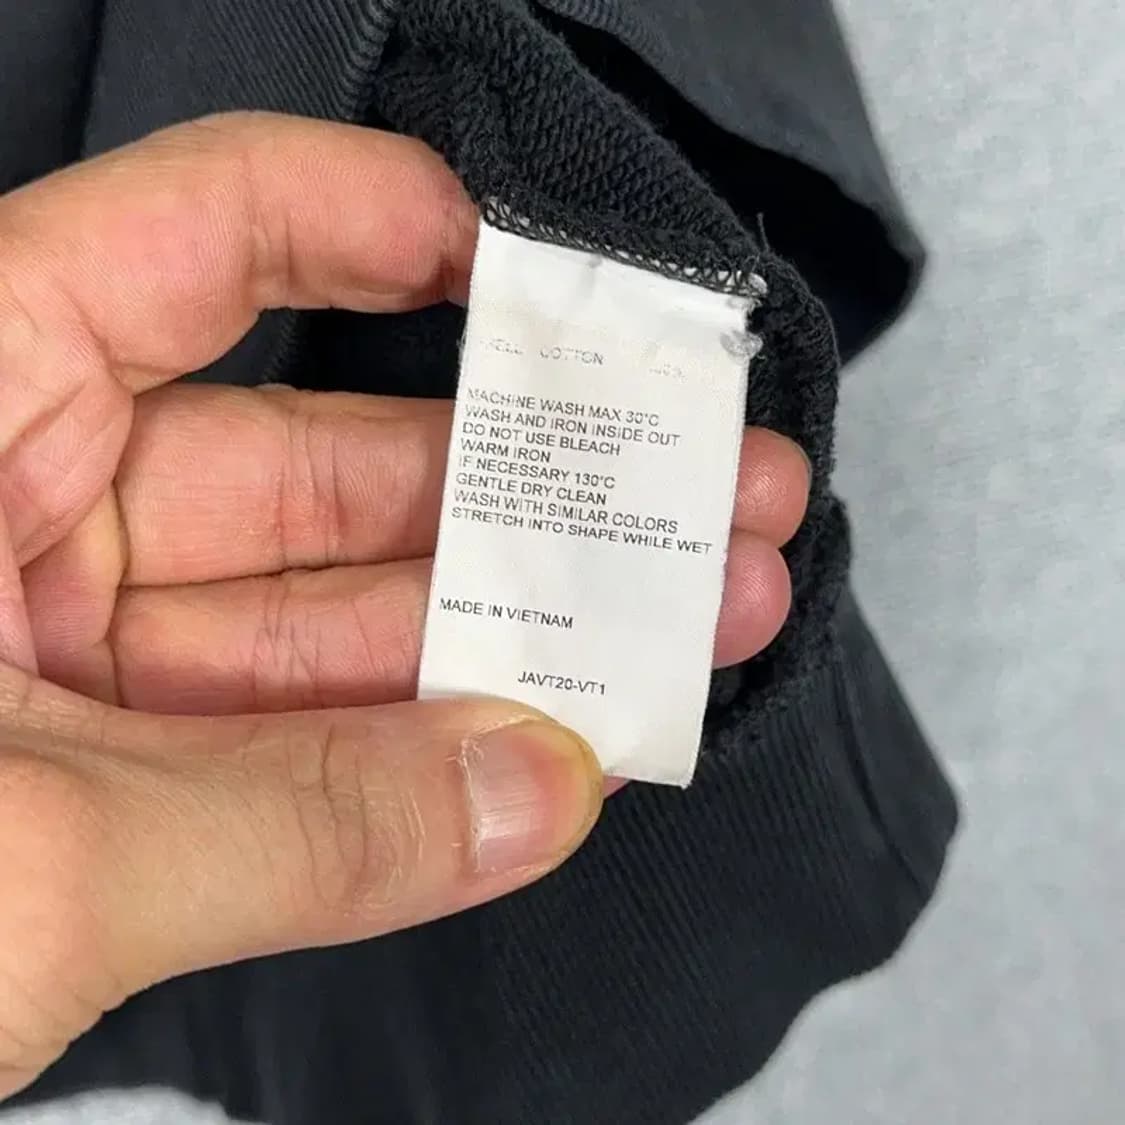 COTTON
MACHINE WASH MAX 30°C
WASH AND IRON INSIDE OUT
DO NOT USE BLEACH
WARM IRON
IF NECESSARY 130°C
GENTLE DRY CLEAN
WASH WITH SIMILAR COLORS
STRETCH INTO SHAPE WHILE WET
MADE IN VIETNAM
JAVT20-VT1